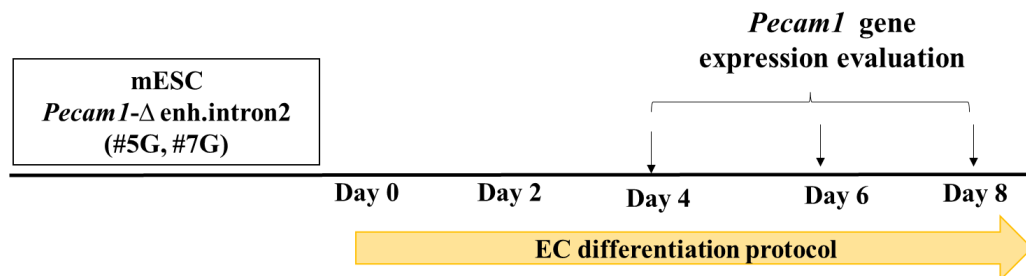 Pecam1 gene
expression evaluation
mESC
Pecam1-Δ enh.intron2
(#5G, #7G)
Day 0
Day 2
Day 4
Day 6
Day 8
EC differentiation protocol